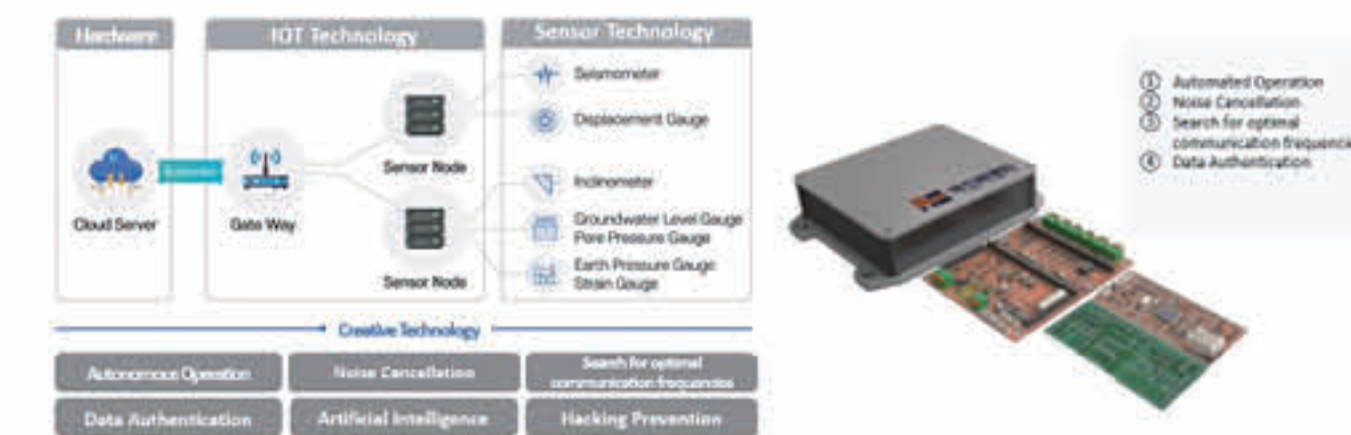 Hardware
IOT Technology
Sensor Technology
Seismometer
Displacement Gauge
Sensor Node
Inclinometer
Cloud Server
Gate Way
Groundwater Level Gauge
Pore Pressure Gauge
Earth Pressure Gauge
Strain Gauge
Sensor Node
Creative Technology
Autonomous Operation
Noise Cancellation
Search for optimal
communication frequencies
Data Authentication
Artificial Intelligence
Hacking Prevention
① Automated Operation
② Noise Cancellation
③ Search for optimal
communication frequencie
④ Data Authentication